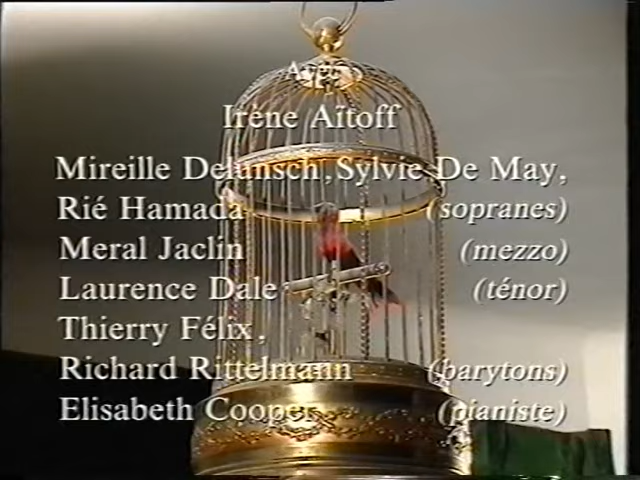 Avec
Irène Aïtoff
Mireille Delunsch, Sylvie De May,
Rié Hamada (sopranes)
Meral Jaclin (mezzo)
Laurence Dale (ténor)
Thierry Félix,
Richard Rittelmann (barytons)
Elisabeth Cooper (pianiste)